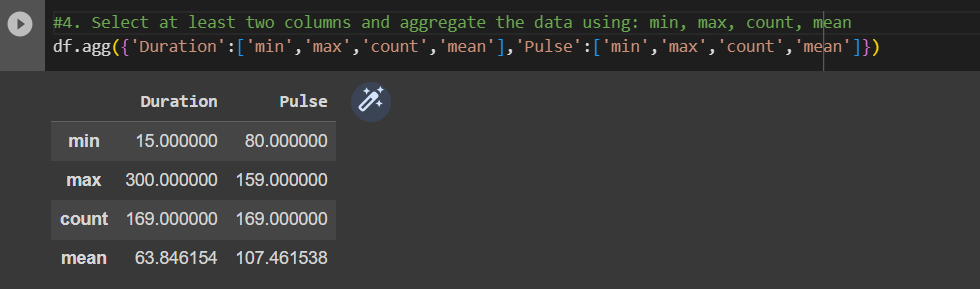 #4. Select at least two columns and aggregate the data using: min, max, count, mean
df.agg({'Duration':['min','max','count','mean'],'Pulse':['min','max','count','mean']})
Duration Pulse
min 15.000000 80.000000
max 300.000000 159.000000
count 169.000000 169.000000
mean 63.846154 107.461538